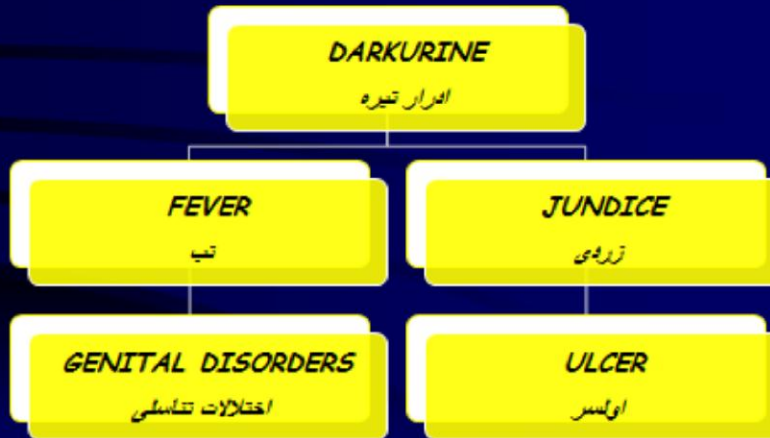 DARKURINE
ادرار تیره
FEVER
تب
JUNDICE
زردی
GENITAL DISORDERS
اختلالات تناسلی
ULCER
اولسر